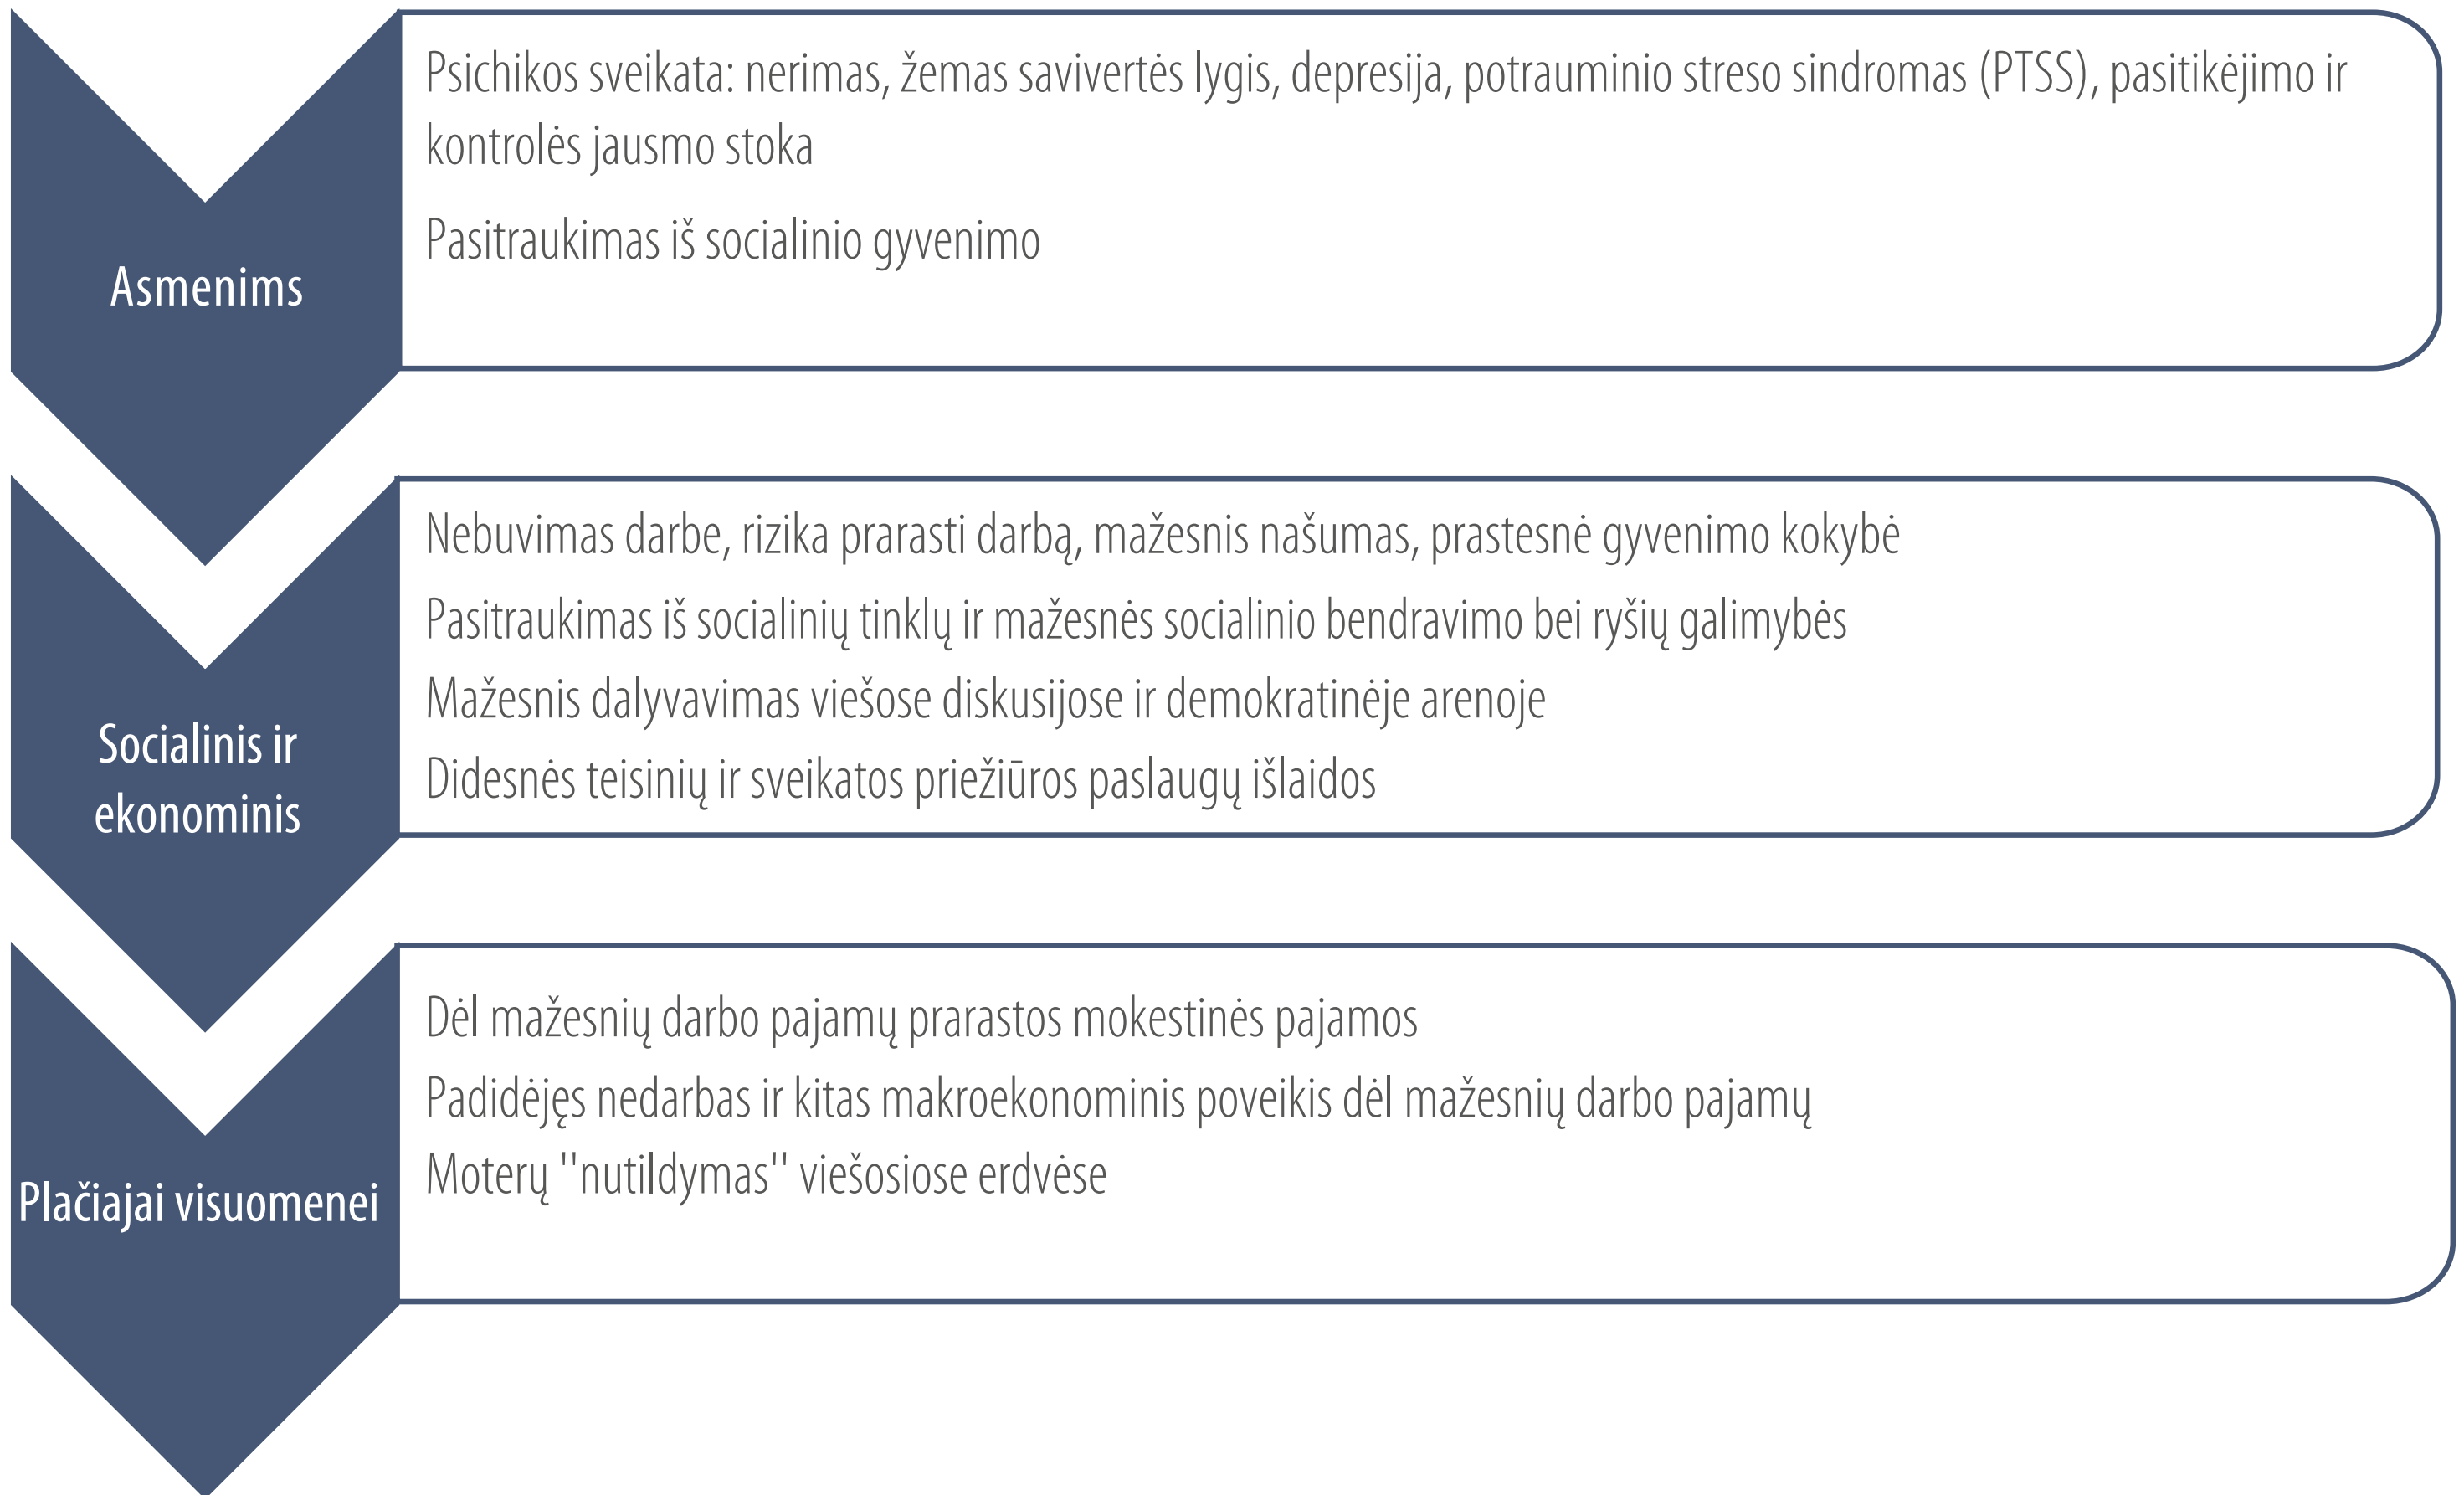 Asmenims
Psichikos sveikata: nerimas, žemas savivertės lygis, depresija, potrauminio streso sindromas (PTSS), pasitikėjimo ir
kontrolės jausmo stoka
Pasitraukimas iš socialinio gyvenimo
Socialinis ir
ekonominis
Nebuvimas darbe, rizika prarasti darbą, mažesnis našumas, prastesnė gyvenimo kokybė
Pasitraukimas iš socialinių tinklų ir mažesnės socialinio bendravimo bei ryšių galimybės
Mažesnis dalyvavimas viešose diskusijose ir demokratinėje arenoje
Didesnės teisinių ir sveikatos priežiūros paslaugų išlaidos
Plačiajai visuomenei
Dėl mažesnių darbo pajamų prarastos mokestinės pajamos
Padidėjęs nedarbas ir kitas makroekonominis poveikis dėl mažesnių darbo pajamų
Moterų "nutildymas" viešosiose erdvėse